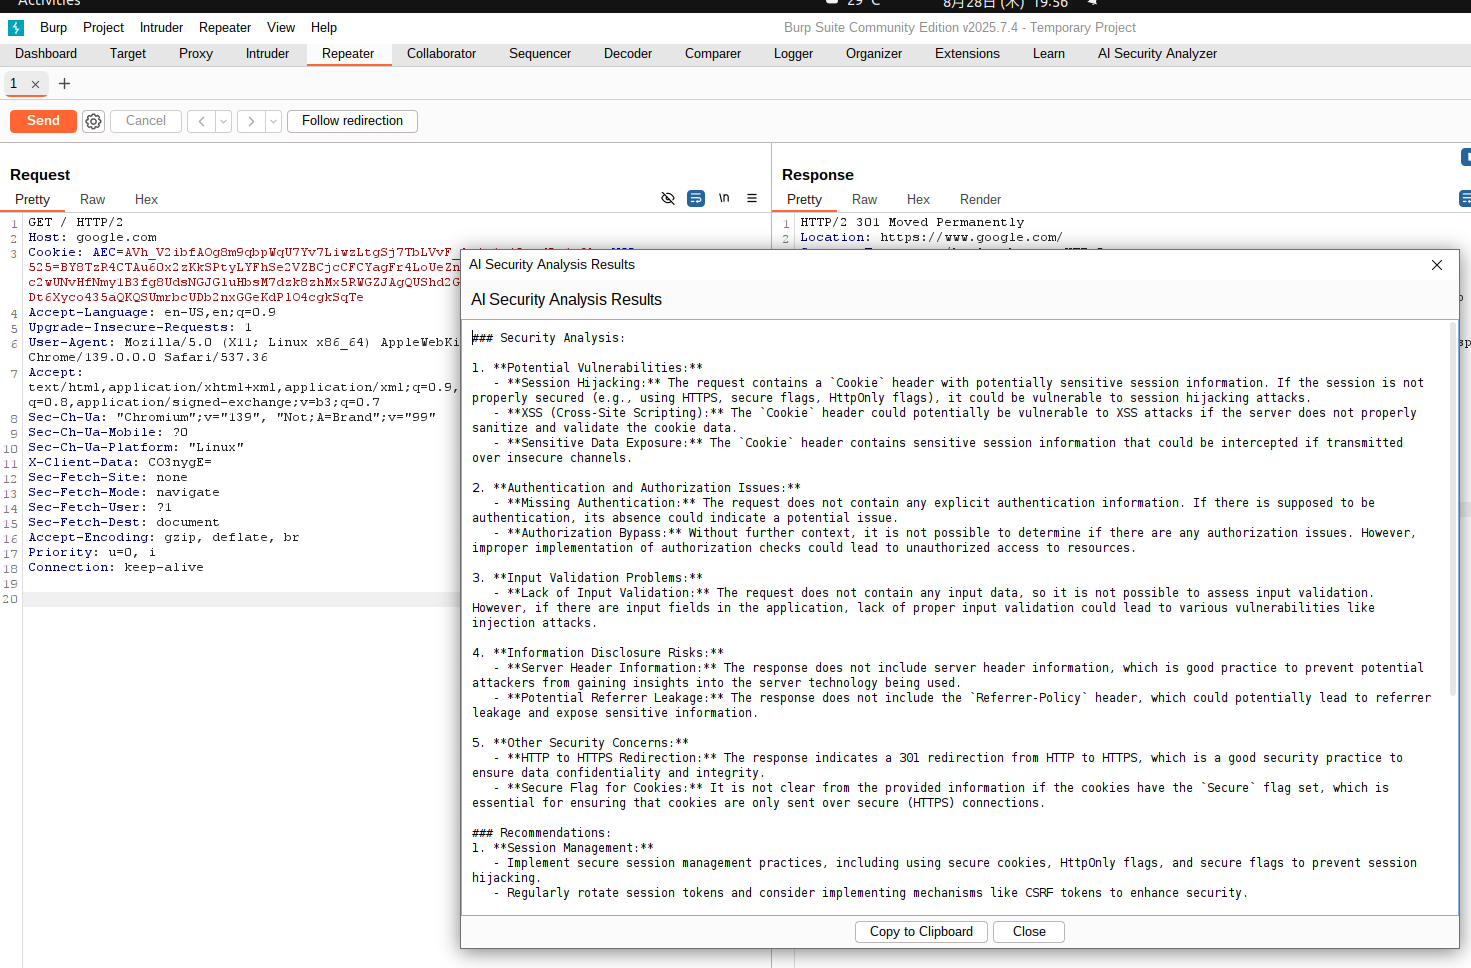 Activities 29°C 8月28日 (木) 19:56
Burp Project Intruder Repeater View Help Burp Suite Community Edition v2025.7.4 - Temporary Project
Dashboard Target Proxy Intruder Repeater Collaborator Sequencer Decoder Comparer Logger Organizer Extensions Learn AI Security Analyzer
1 × +
Send Cancel < > Follow redirection
Request
Pretty Raw Hex \n
1 GET / HTTP/2
2 Host: google.com
3 Cookie: AEC=
4 Accept-Language: en-US,en;q=0.9
5 Upgrade-Insecure-Requests: 1
6 User-Agent: Mozilla/5.0 (X11; Linux x86_64)
Chrome/139.0.0.0 Safari/537.36
7 Accept:
text/html,application/xhtml+xml,application/xml;q=0.9,
q=0.8,application/signed-exchange;v=b3;q=0.7
8 Sec-Ch-Ua: "Chromium";v="139", "Not;A=Brand";v="99"
9 Sec-Ch-Ua-Mobile: ?0
10 Sec-Ch-Ua-Platform: "Linux"
11 X-Client-Data: CO3nygE=
12 Sec-Fetch-Site: none
13 Sec-Fetch-Mode: navigate
14 Sec-Fetch-User: ?1
15 Sec-Fetch-Dest: document
16 Accept-Encoding: gzip, deflate, br
17 Priority: u=0, i
18 Connection: keep-alive
19
20
Response
Pretty Raw Hex Render
1 HTTP/2 301 Moved Permanently
2 Location: https://www.google.com/
AI Security Analysis Results
AI Security Analysis Results
### Security Analysis:
1. **Potential Vulnerabilities:**
- **Session Hijacking:** The request contains a `Cookie` header with potentially sensitive session information. If the session is not
properly secured (e.g., using HTTPS, secure flags, HttpOnly flags), it could be vulnerable to session hijacking attacks.
- **XSS (Cross-Site Scripting):** The `Cookie` header could potentially be vulnerable to XSS attacks if the server does not properly
sanitize and validate the cookie data.
- **Sensitive Data Exposure:** The `Cookie` header contains sensitive session information that could be intercepted if transmitted
over insecure channels.
2. **Authentication and Authorization Issues:**
- **Missing Authentication:** The request does not contain any explicit authentication information. If there is supposed to be
authentication, its absence could indicate a potential issue.
- **Authorization Bypass:** Without further context, it is not possible to determine if there are any authorization issues. However,
improper implementation of authorization checks could lead to unauthorized access to resources.
3. **Input Validation Problems:**
- **Lack of Input Validation:** The request does not contain any input data, so it is not possible to assess input validation.
However, if there are input fields in the application, lack of proper input validation could lead to various vulnerabilities like
injection attacks.
4. **Information Disclosure Risks:**
- **Server Header Information:** The response does not include server header information, which is good practice to prevent potential
attackers from gaining insights into the server technology being used.
- **Potential Referrer Leakage:** The response does not include the `Referrer-Policy` header, which could potentially lead to referrer
leakage and expose sensitive information.
5. **Other Security Concerns:**
- **HTTP to HTTPS Redirection:** The response indicates a 301 redirection from HTTP to HTTPS, which is a good security practice to
ensure data confidentiality and integrity.
- **Secure Flag for Cookies:** It is not clear from the provided information if the cookies have the `Secure` flag set, which is
essential for ensuring that cookies are only sent over secure (HTTPS) connections.
### Recommendations:
1. **Session Management:**
- Implement secure session management practices, including using secure cookies, HttpOnly flags, and secure flags to prevent session
hijacking.
- Regularly rotate session tokens and consider implementing mechanisms like CSRF tokens to enhance security.
Copy to Clipboard Close